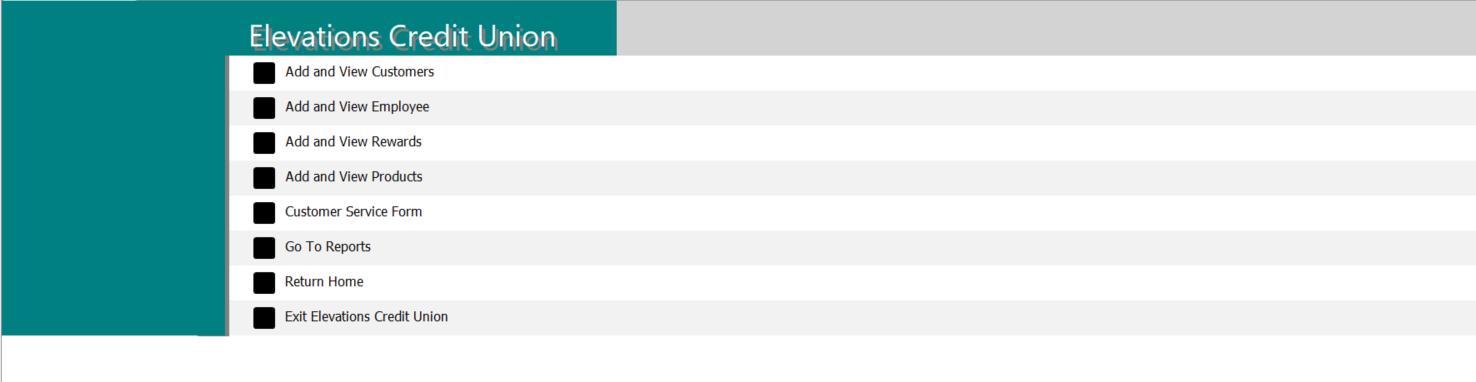 Elevations Credit Union
Add and View Customers
Add and View Employee
Add and View Rewards
Add and View Products
Customer Service Form
Go To Reports
Return Home
Exit Elevations Credit Union